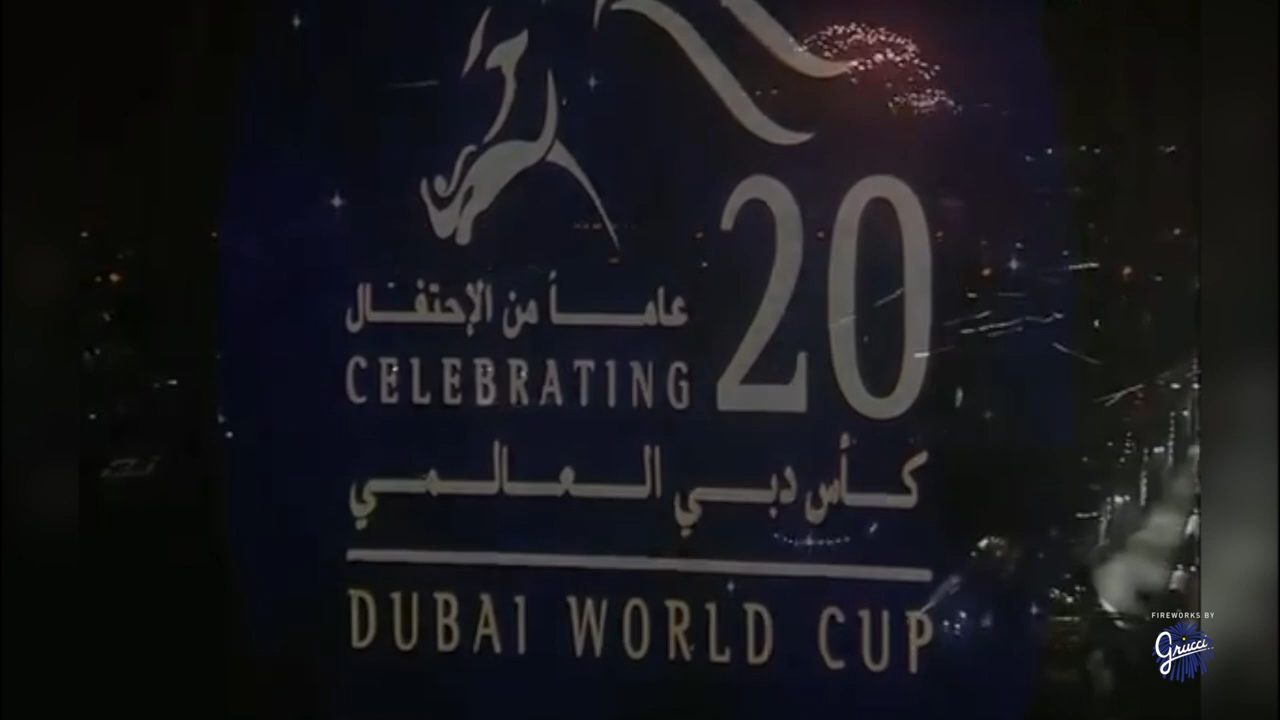 عاماً من الإحتفال
CELEBRATING
20
كأس دبي العالمي
DUBAI WORLD CUP
FIREWORKS BY
Grucci